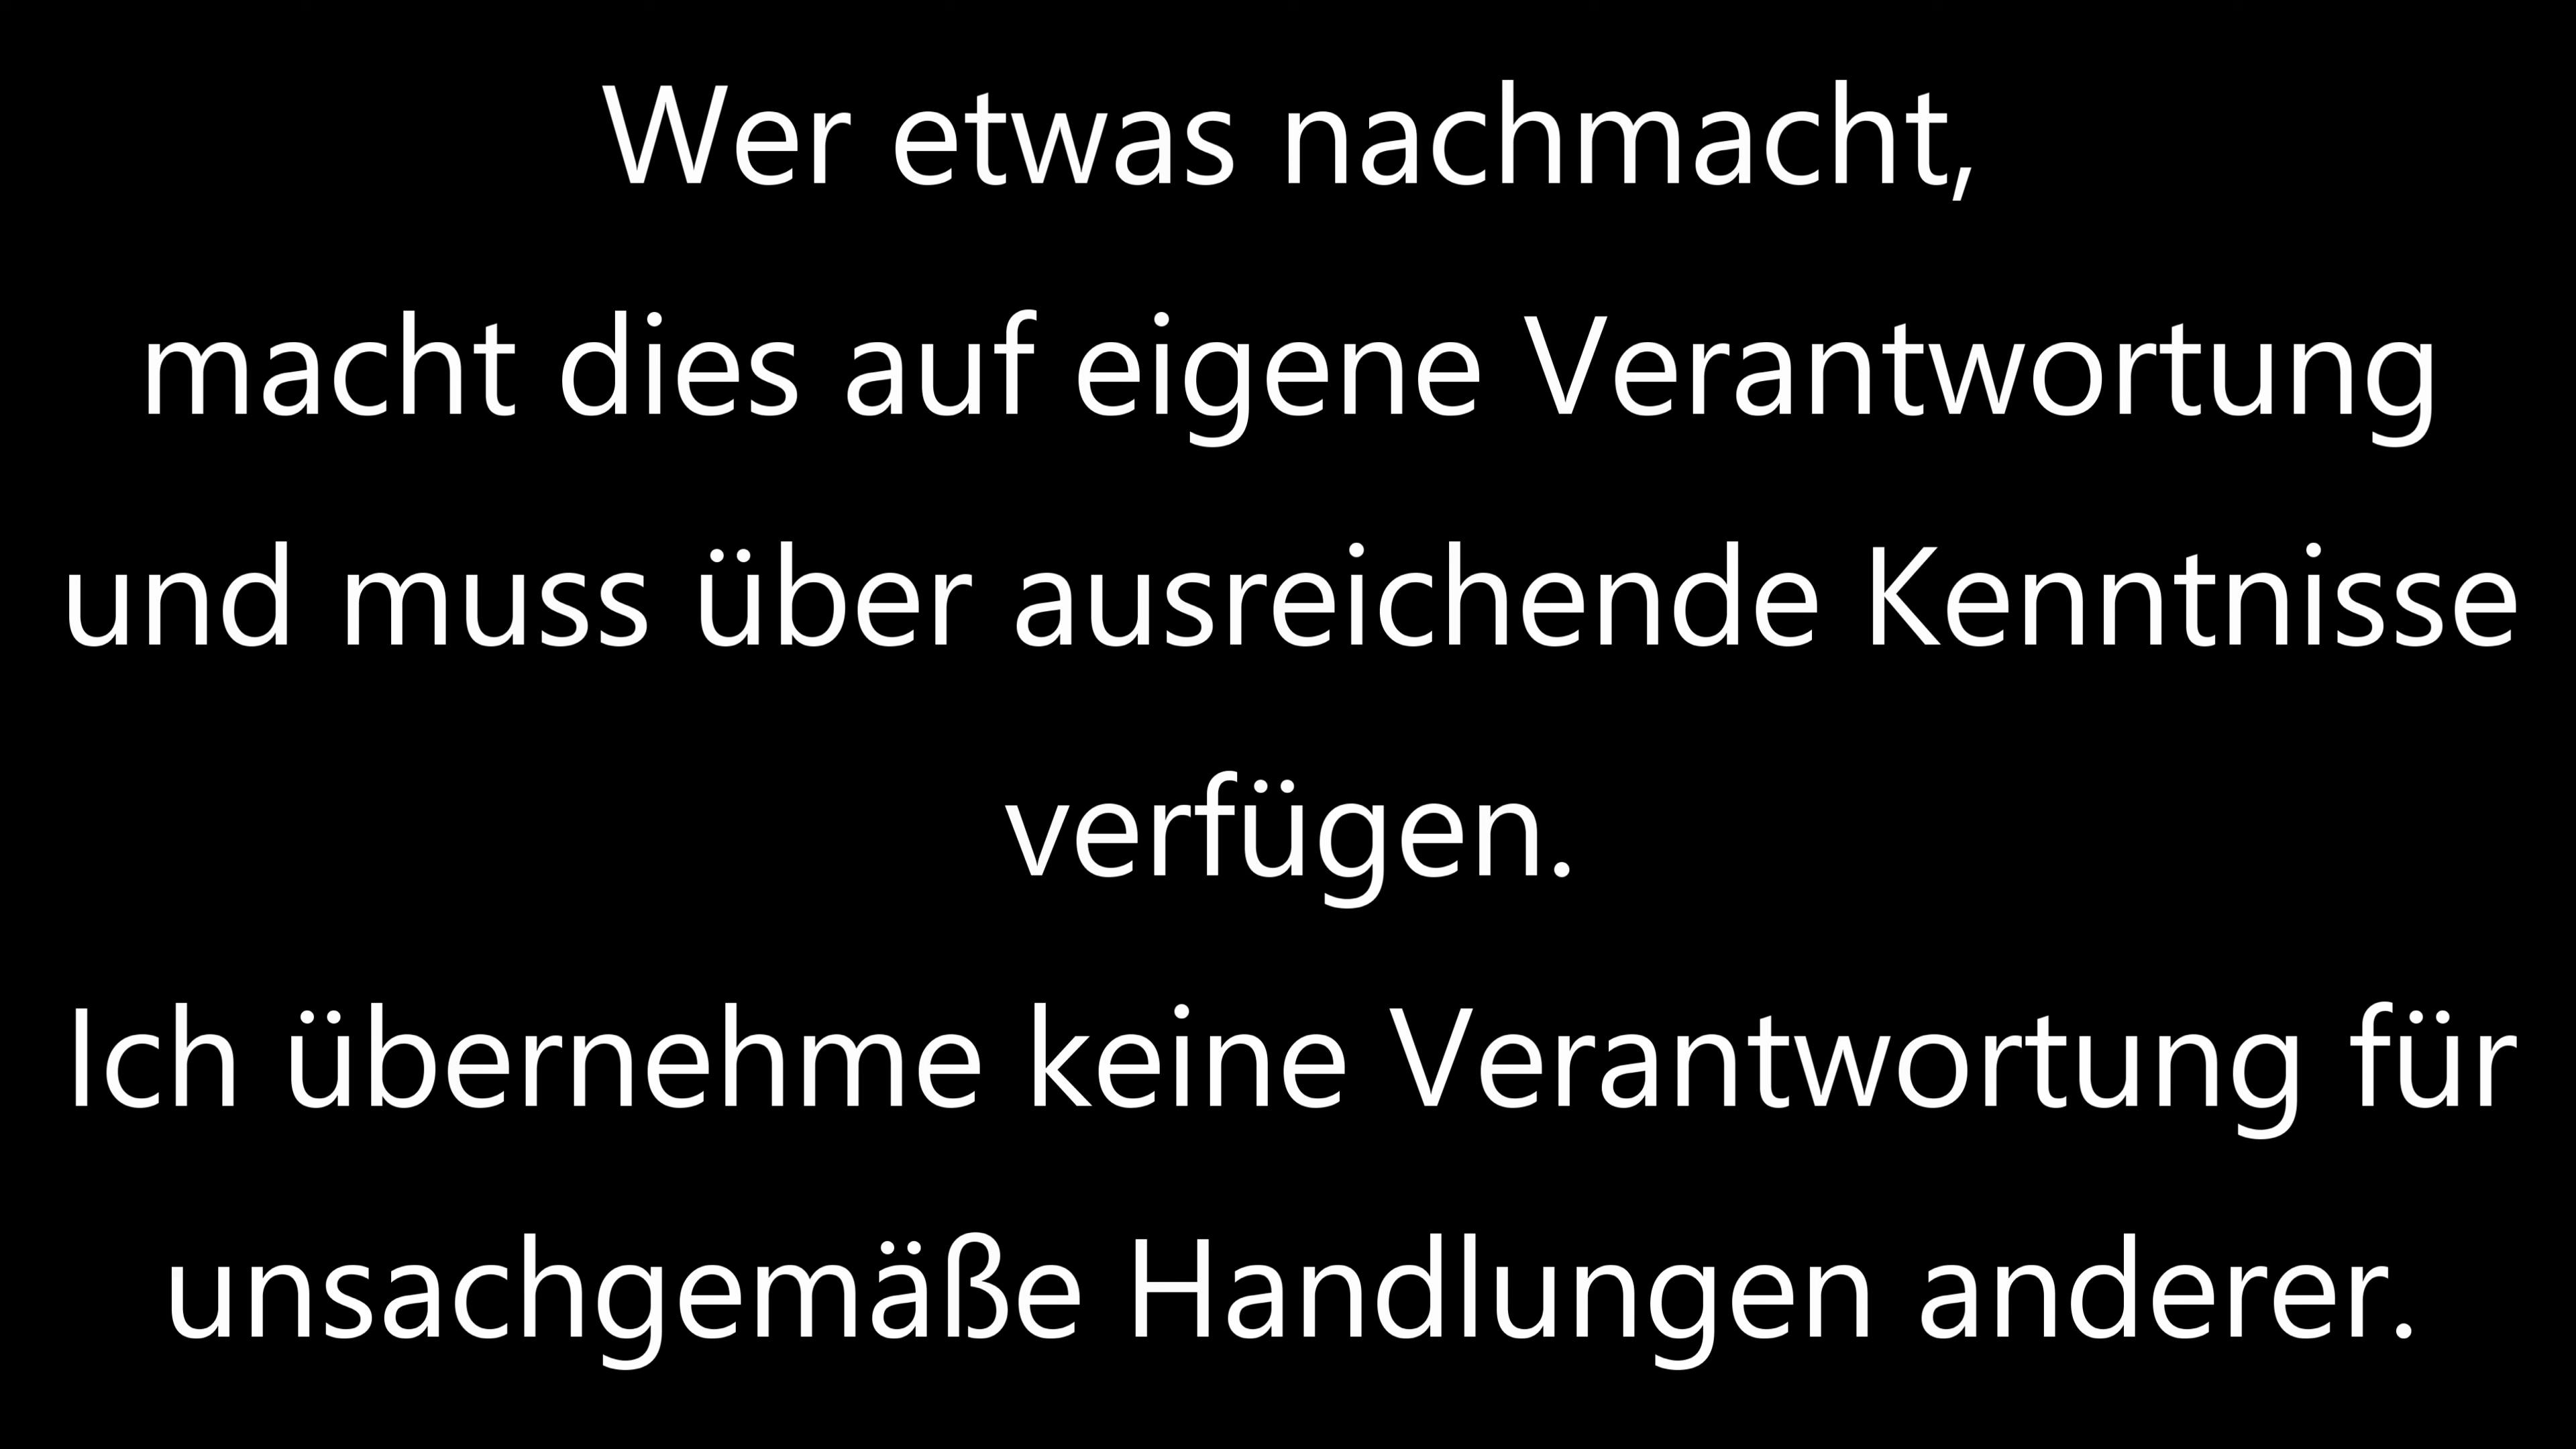 Wer etwas nachmacht,
macht dies auf eigene Verantwortung
und muss über ausreichende Kenntnisse
verfügen.
Ich übernehme keine Verantwortung für
unsachgemäße Handlungen anderer.